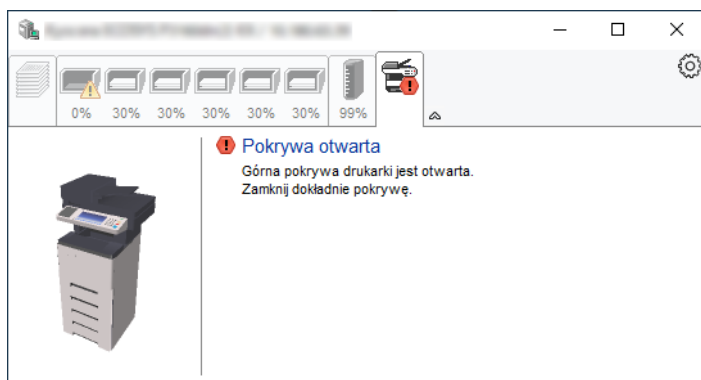 0% 30% 30% 30% 30% 30% 99%
Pokrywa otwarta
Górna pokrywa drukarki jest otwarta.
Zamknij dokładnie pokrywę.